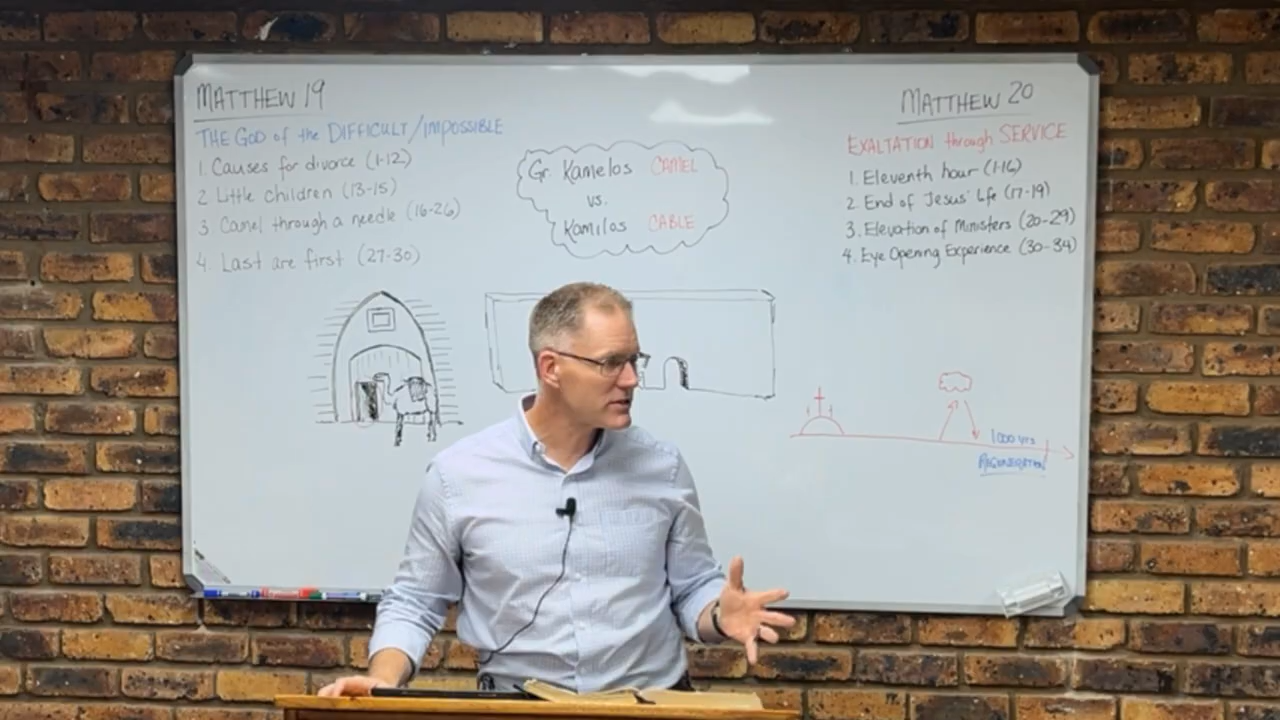 MATTHEW 19
THE GOD of the DIFFICULT/IMPOSSIBLE
1. Causes for divorce (1-12)
2. Little children (13-15)
3. Camel through a needle (16-26)
4. Last are first (27-30)
Gr. Kamelos CAMEL
vs.
Kamilos CABLE
MATTHEW 20
EXALTATION through SERVICE
1. Eleventh hour (1-16)
2. End of Jesus' life (17-19)
3. Elevation of Ministers (20-29)
4. Eye Opening Experience (30-34)
1000 yrs
REGENERATION